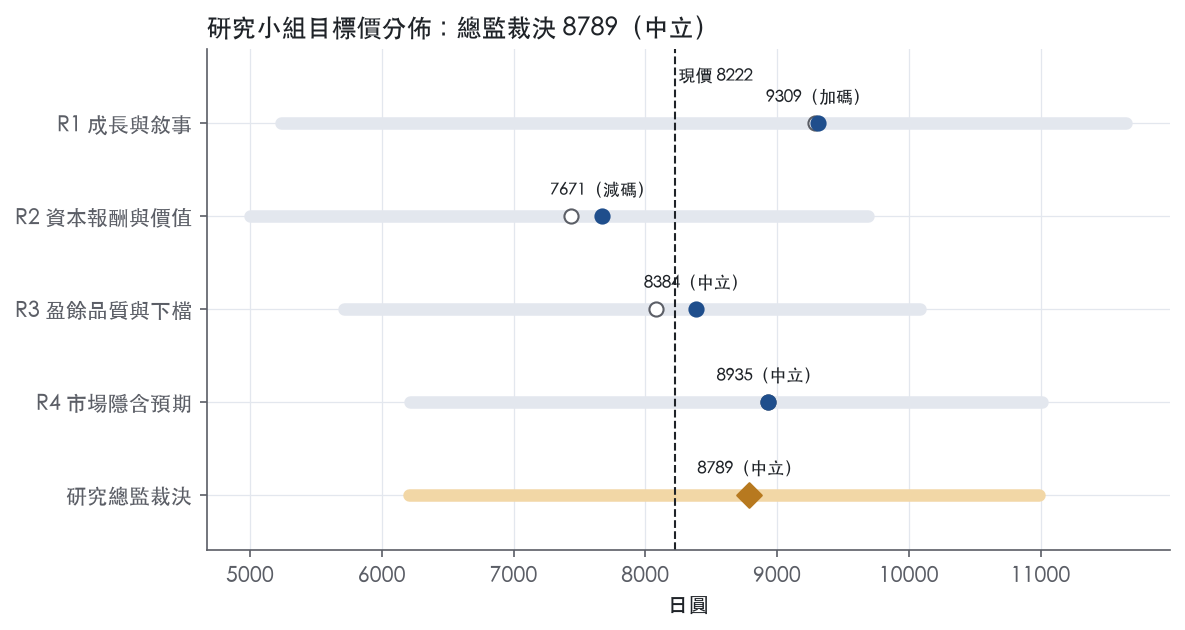 研究小組目標價分佈：總監裁決 8789（中立）
現價 8222
9309（加碼）
R1 成長與敘事
7671（減碼）
R2 資本報酬與價值
8384（中立）
R3 盈餘品質與下檔
8935（中立）
R4 市場隱含預期
8789（中立）
研究總監裁決
5000 6000 7000 8000 9000 10000 11000
日圓